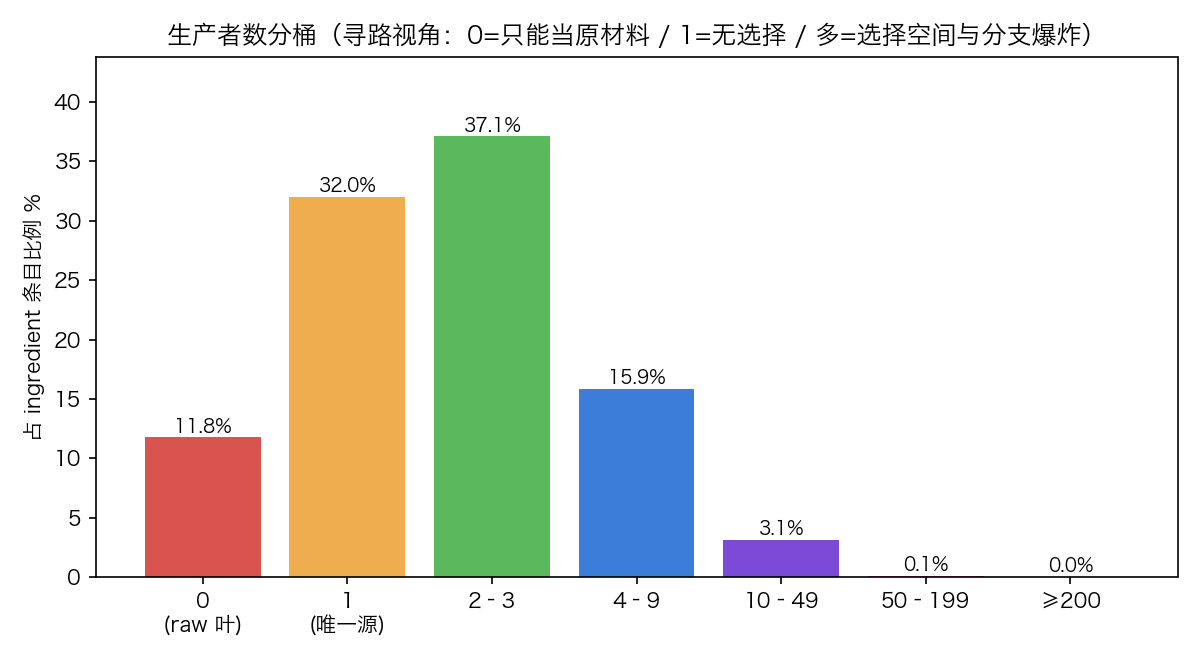 生产者数分桶（寻路视角：0=只能当原材料 / 1=无选择 / 多=选择空间与分支爆炸）
占 ingredient 条目比例 %
40
35
30
25
20
15
10
5
0
11.8%
32.0%
37.1%
15.9%
3.1%
0.1%
0.0%
0
(raw 叶)
1
(唯一源)
2 - 3
4 - 9
10 - 49
50 - 199
≥200